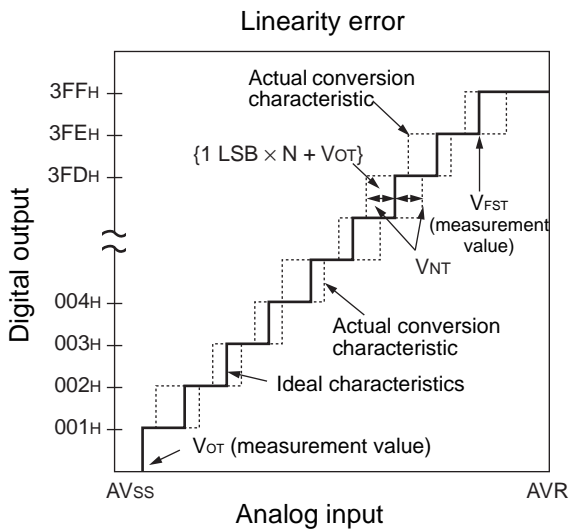 Linearity error
3FFH
Actual conversion
characteristic
3FEH
{1 LSB × N + VOT}
3FDH
VFST
(measurement
value)
VNT
Digital output
004H
Actual conversion
characteristic
003H
Ideal characteristics
002H
001H
VOT (measurement value)
AVSS
AVR
Analog input